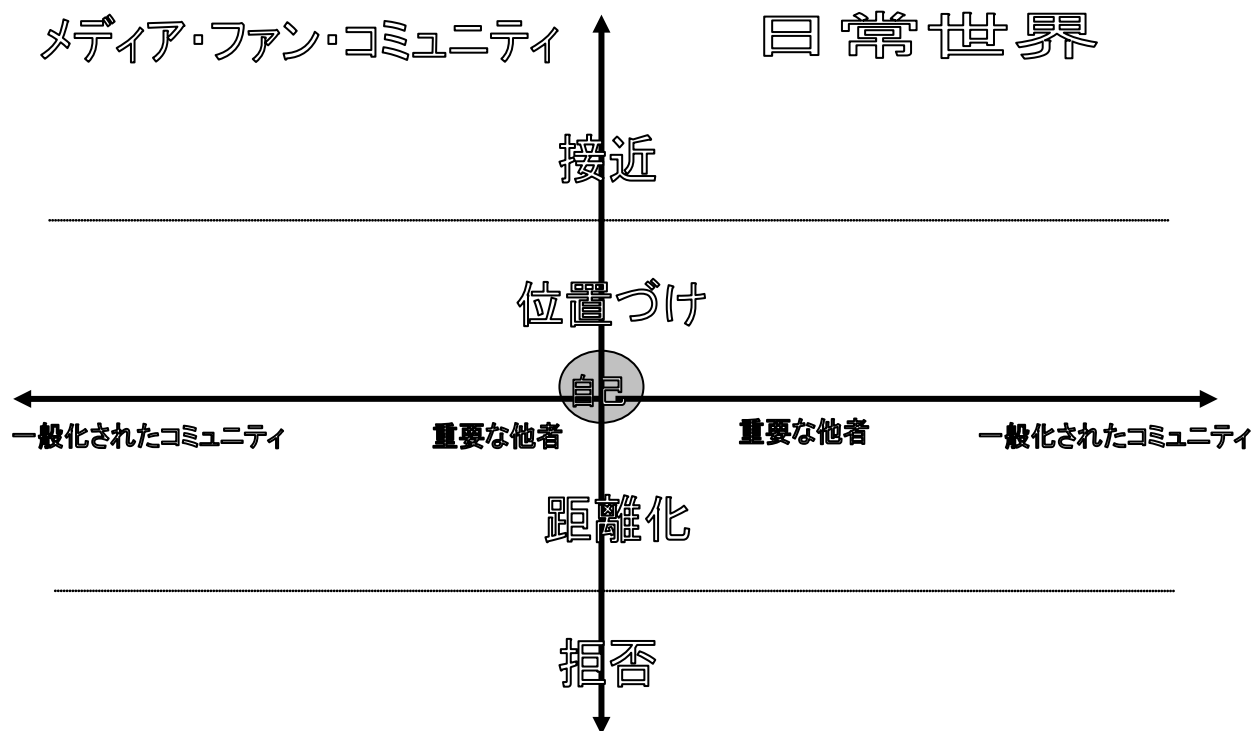 メディア・ファン・コミュニティ
日常世界
接近
位置づけ
自己
一般化されたコミュニティ
重要な他者
重要な他者
一般化されたコミュニティ
距離化
拒否